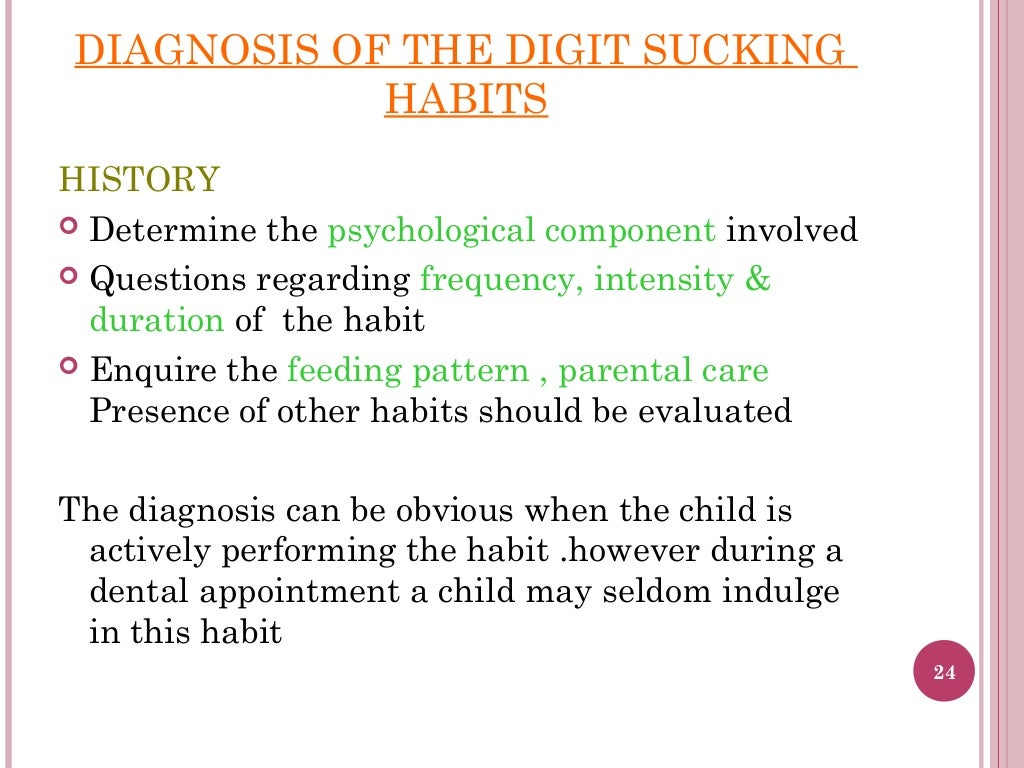 DIAGNOSIS OF THE DIGIT SUCKING
HABITS
HISTORY
Determine the psychological component involved
Questions regarding frequency, intensity &
duration of the habit
Enquire the feeding pattern , parental care
Presence of other habits should be evaluated
The diagnosis can be obvious when the child is
actively performing the habit .however during a
dental appointment a child may seldom indulge
in this habit
24